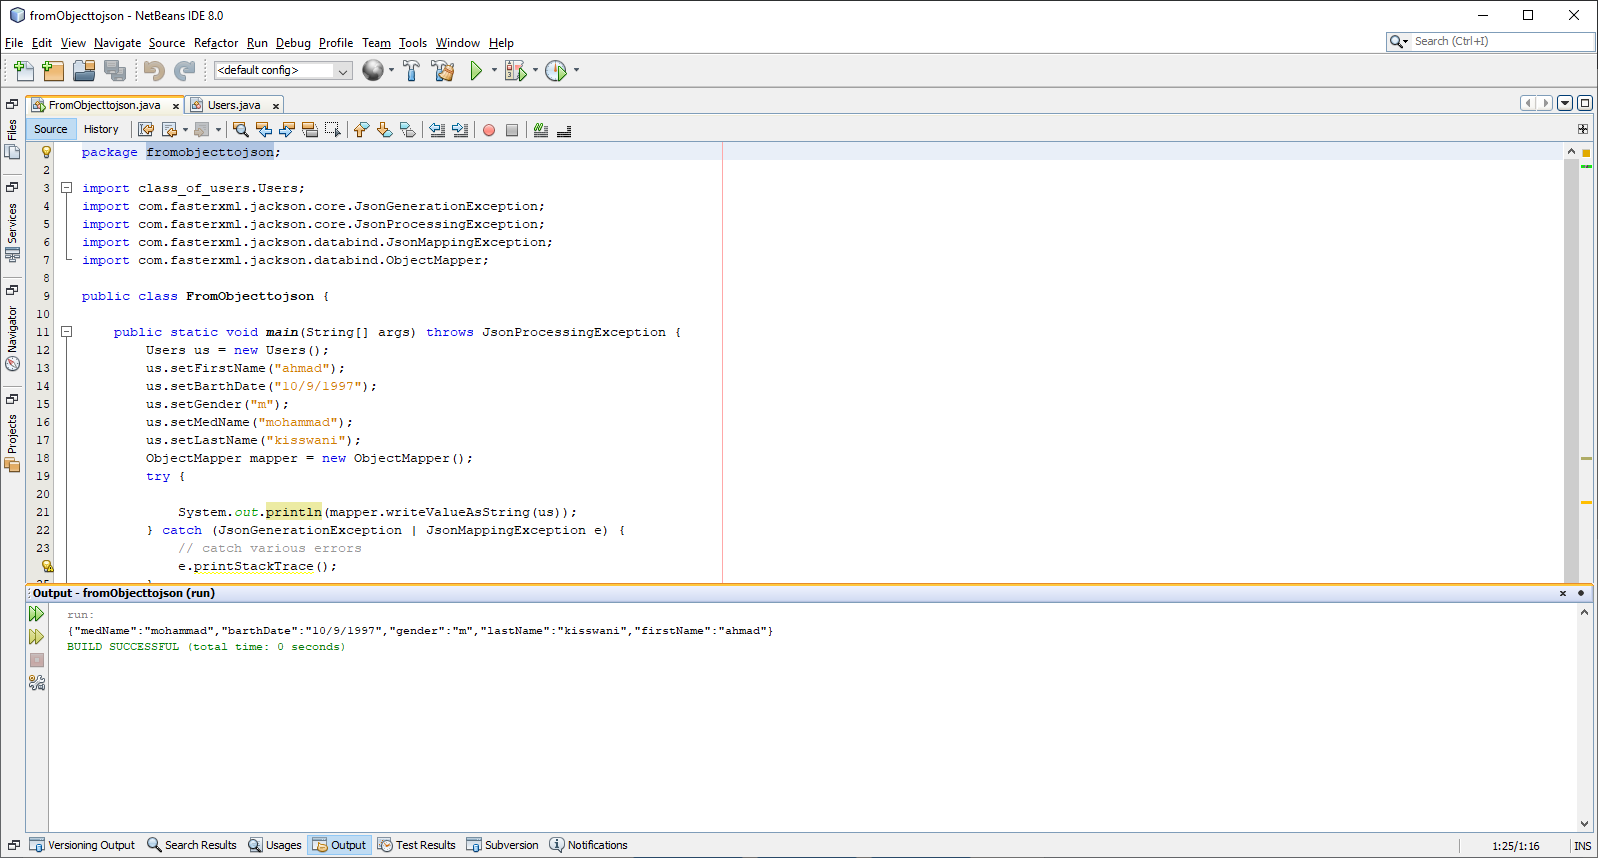 fromObjecttojson - NetBeans IDE 8.0
File Edit View Navigate Source Refactor Run Debug Profile Team Tools Window Help
Search (Ctrl+I)
<default config>
FromObjecttojson.java Users.java
Source History
Files
Services
Navigator
Projects
package fromobjecttojson;
2
3 import class_of_users.Users;
4 import com.fasterxml.jackson.core.JsonGenerationException;
5 import com.fasterxml.jackson.core.JsonProcessingException;
6 import com.fasterxml.jackson.databind.JsonMappingException;
7 import com.fasterxml.jackson.databind.ObjectMapper;
8
9 public class FromObjecttojson {
10
11 public static void main(String[] args) throws JsonProcessingException {
12 Users us = new Users();
13 us.setFirstName("ahmad");
14 us.setBarthDate("10/9/1997");
15 us.setGender("m");
16 us.setMedName("mohammad");
17 us.setLastName("kisswani");
18 ObjectMapper mapper = new ObjectMapper();
19 try {
20
21 System.out.println(mapper.writeValueAsString(us));
22 } catch (JsonGenerationException | JsonMappingException e) {
23 // catch various errors
e.printStackTrace();
Output - fromObjecttojson (run)
run:
{"medName":"mohammad","barthDate":"10/9/1997","gender":"m","lastName":"kisswani","firstName":"ahmad"}
BUILD SUCCESSFUL (total time: 0 seconds)
Versioning Output Search Results Usages Output Test Results Subversion Notifications
1:25/1:16 INS